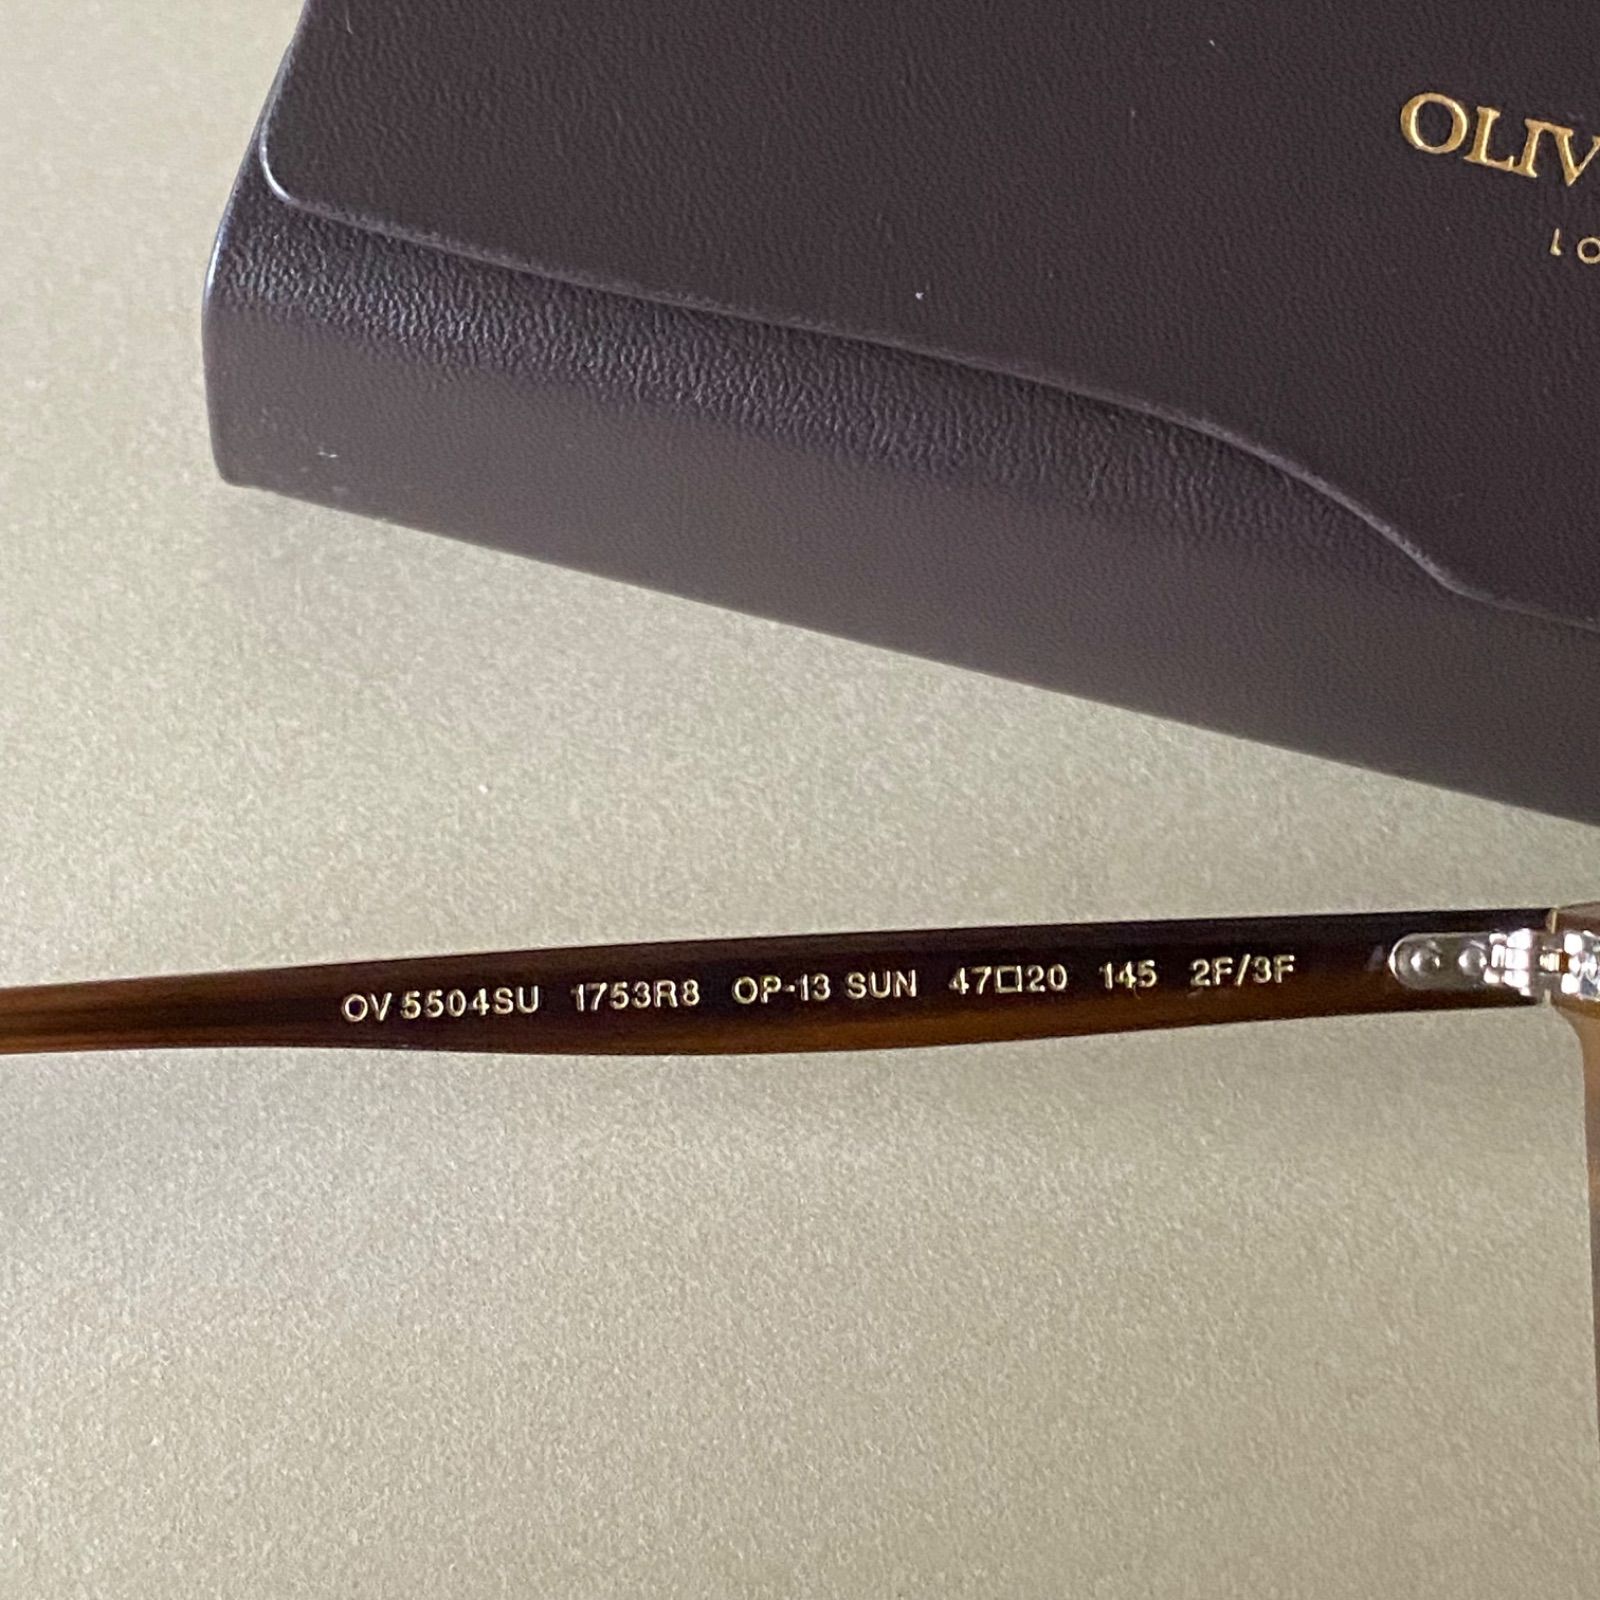 OLIV
LO
OV 5504SU 1753R8 OP-13 SUN 47□20 145 2F/3F